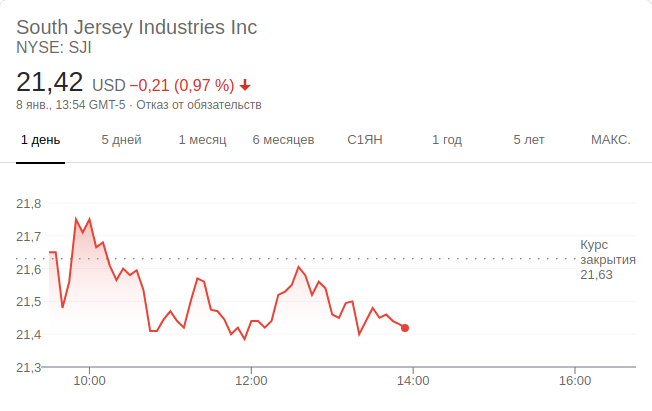 South Jersey Industries Inc
NYSE: SJI
21,42 USD −0,21 (0,97 %)
8 янв., 13:54 GMT-5 · Отказ от обязательств
1 день 5 дней 1 месяц 6 месяцев С1ЯН 1 год 5 лет МАКС.
21,8
21,7
21,6
21,5
21,4
21,3
Курс
закрытия
21,63
10:00 12:00 14:00 16:00